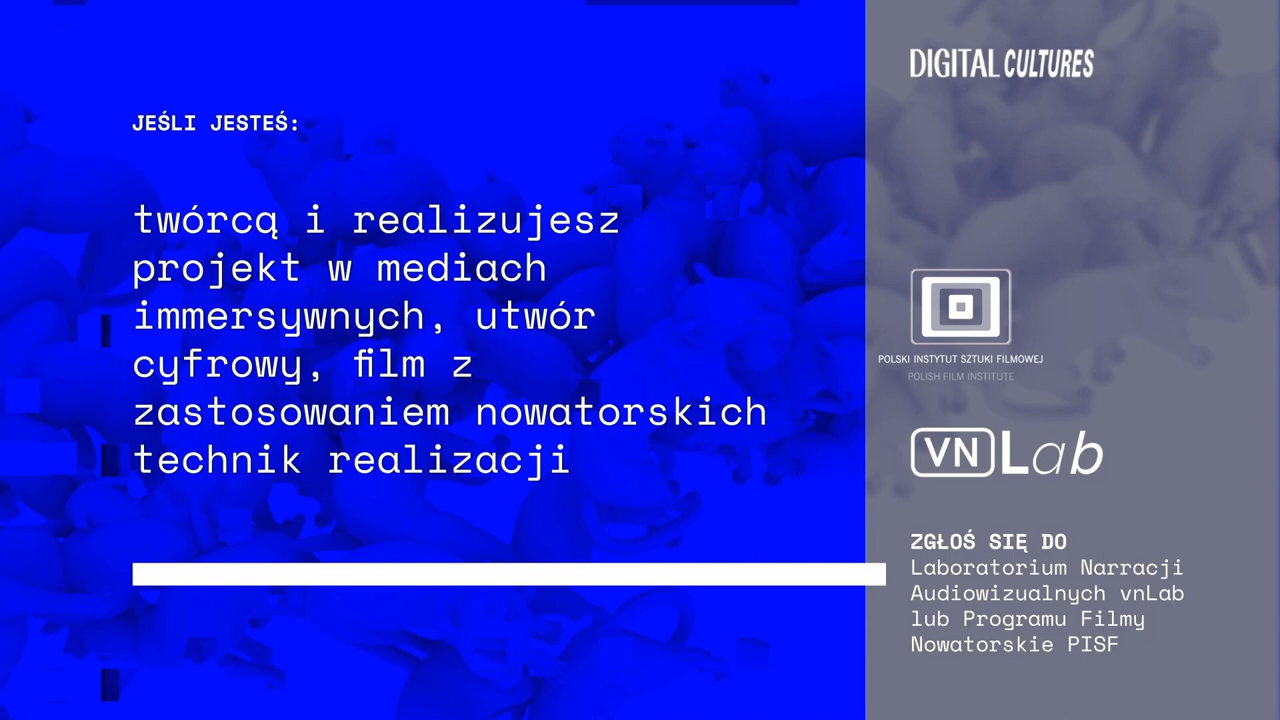 JEŚLI JESTEŚ:
twórcą i realizujesz
projekt w mediach
immersywnych, utwór
cyfrowy, film z
zastosowaniem nowatorskich
technik realizacji
DIGITAL CULTURES
POLSKI INSTYTUT SZTUKI FILMOWEJ
POLISH FILM INSTITUTE
VN Lab
ZGŁOŚ SIĘ DO
Laboratorium Narracji
Audiowizualnych vnLab
lub Programu Filmy
Nowatorskie PISF